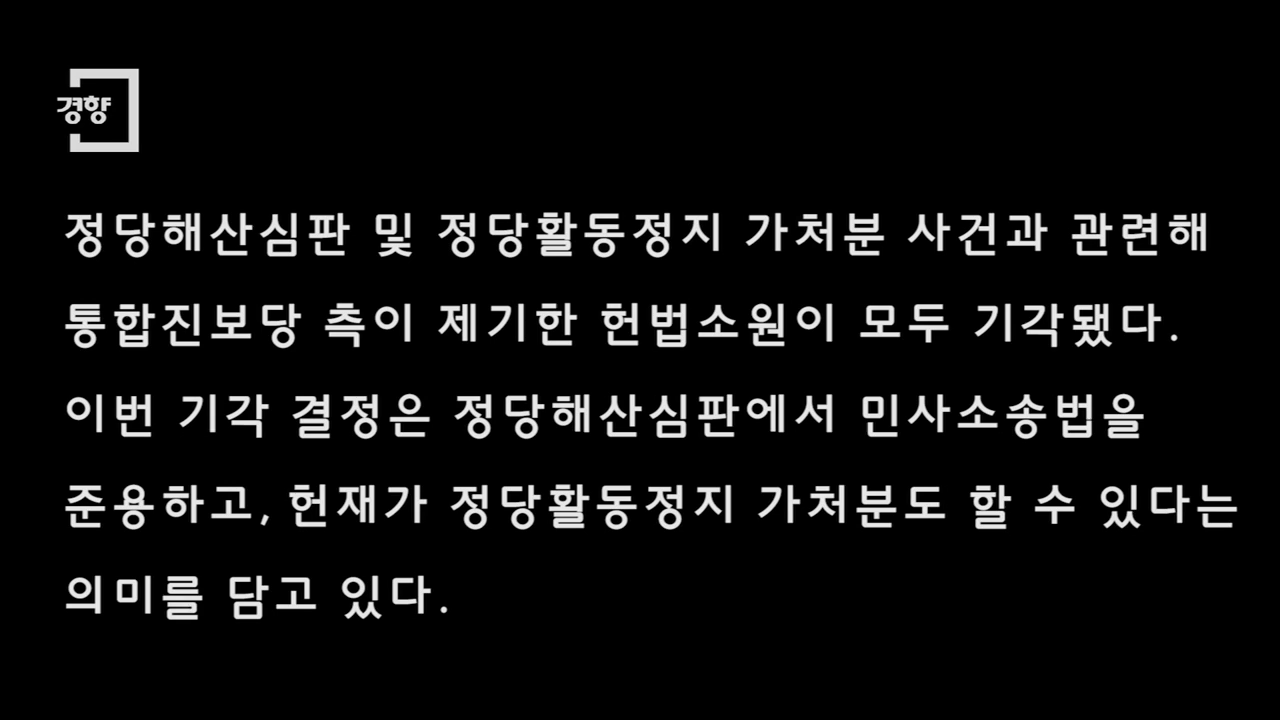 경향
정당해산심판 및 정당활동정지 가처분 사건과 관련해
통합진보당 측이 제기한 헌법소원이 모두 기각됐다.
이번 기각 결정은 정당해산심판에서 민사소송법을
준용하고, 헌재가 정당활동정지 가처분도 할 수 있다는
의미를 담고 있다.